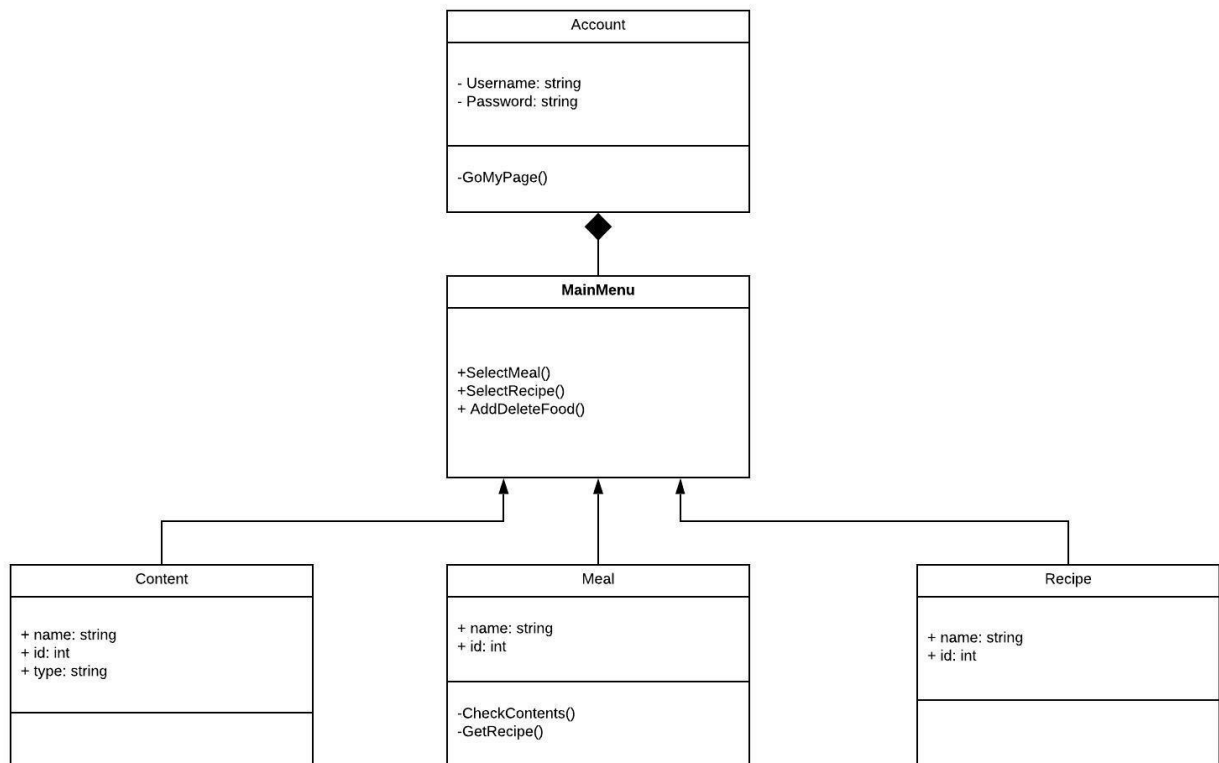 Account
- Username: string
- Password: string
-GoMyPage()
MainMenu
+SelectMeal()
+SelectRecipe()
+ AddDeleteFood()
Content
+ name: string
+ id: int
+ type: string
Meal
+ name: string
+ id: int
-CheckContents()
-GetRecipe()
Recipe
+ name: string
+ id: int